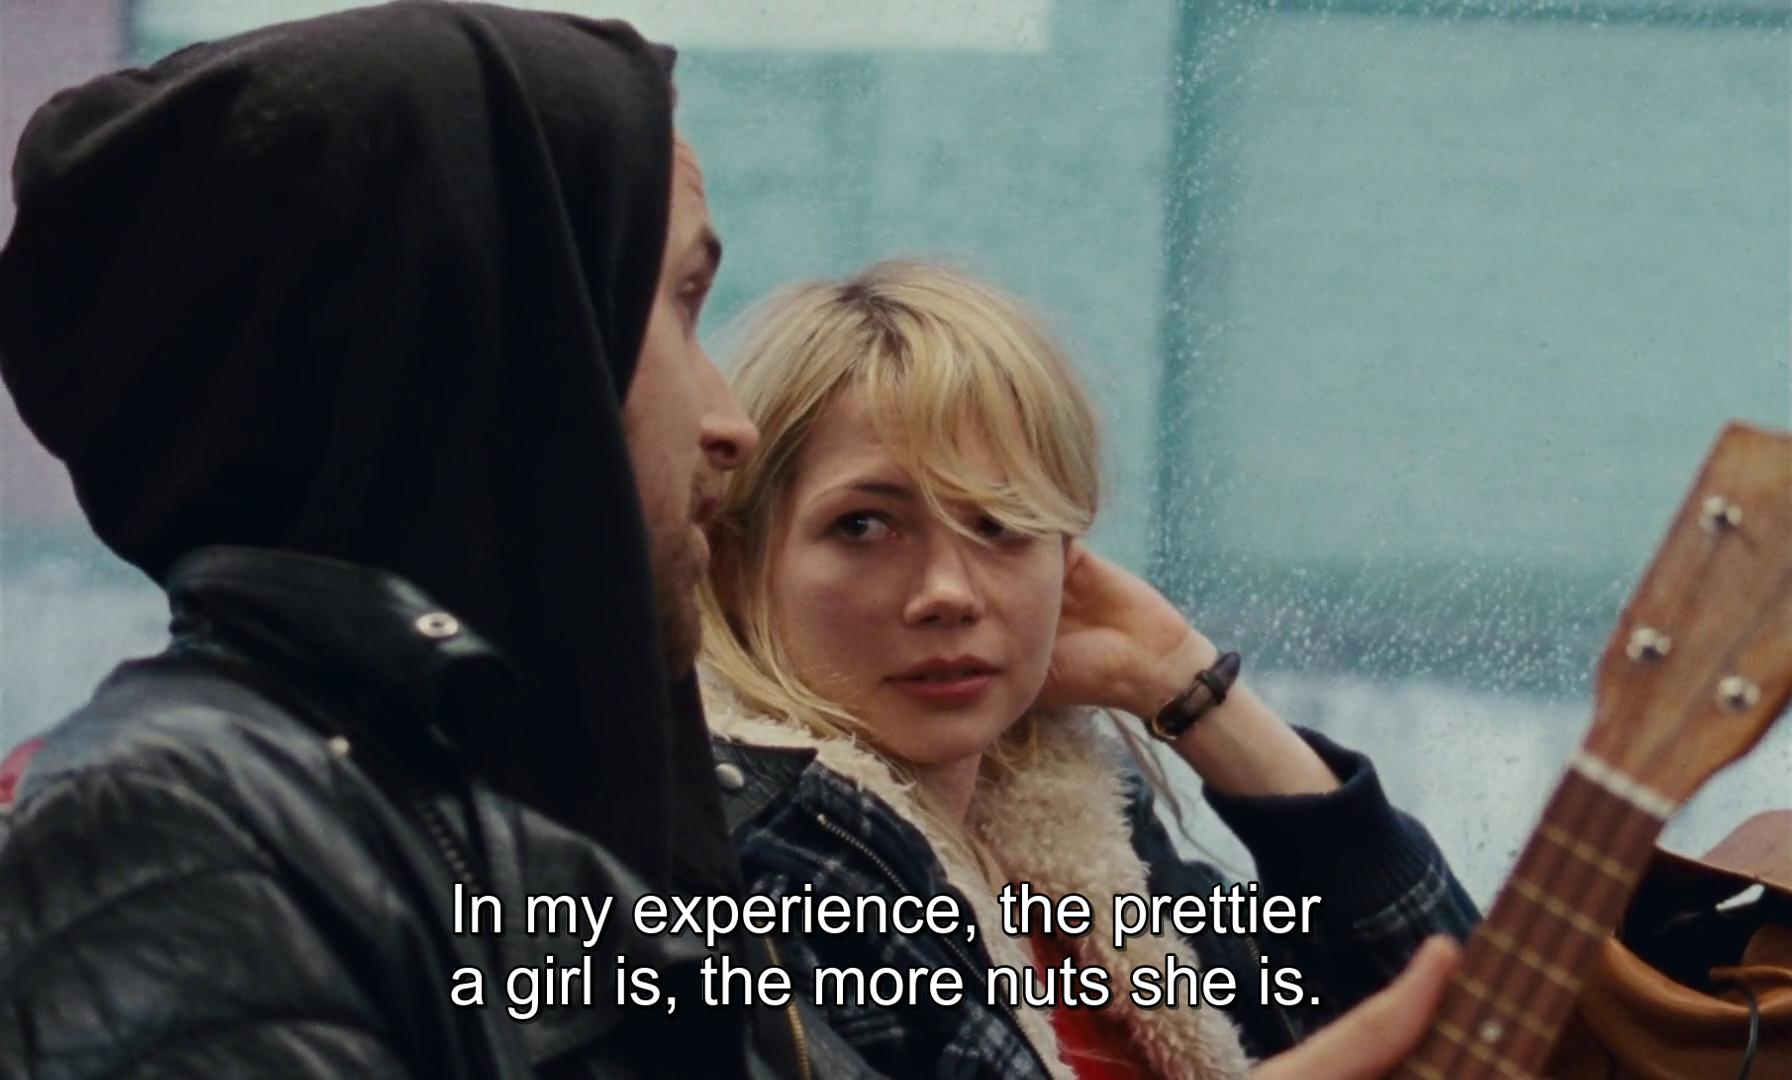 In my experience, the prettier
a girl is, the more nuts she is.